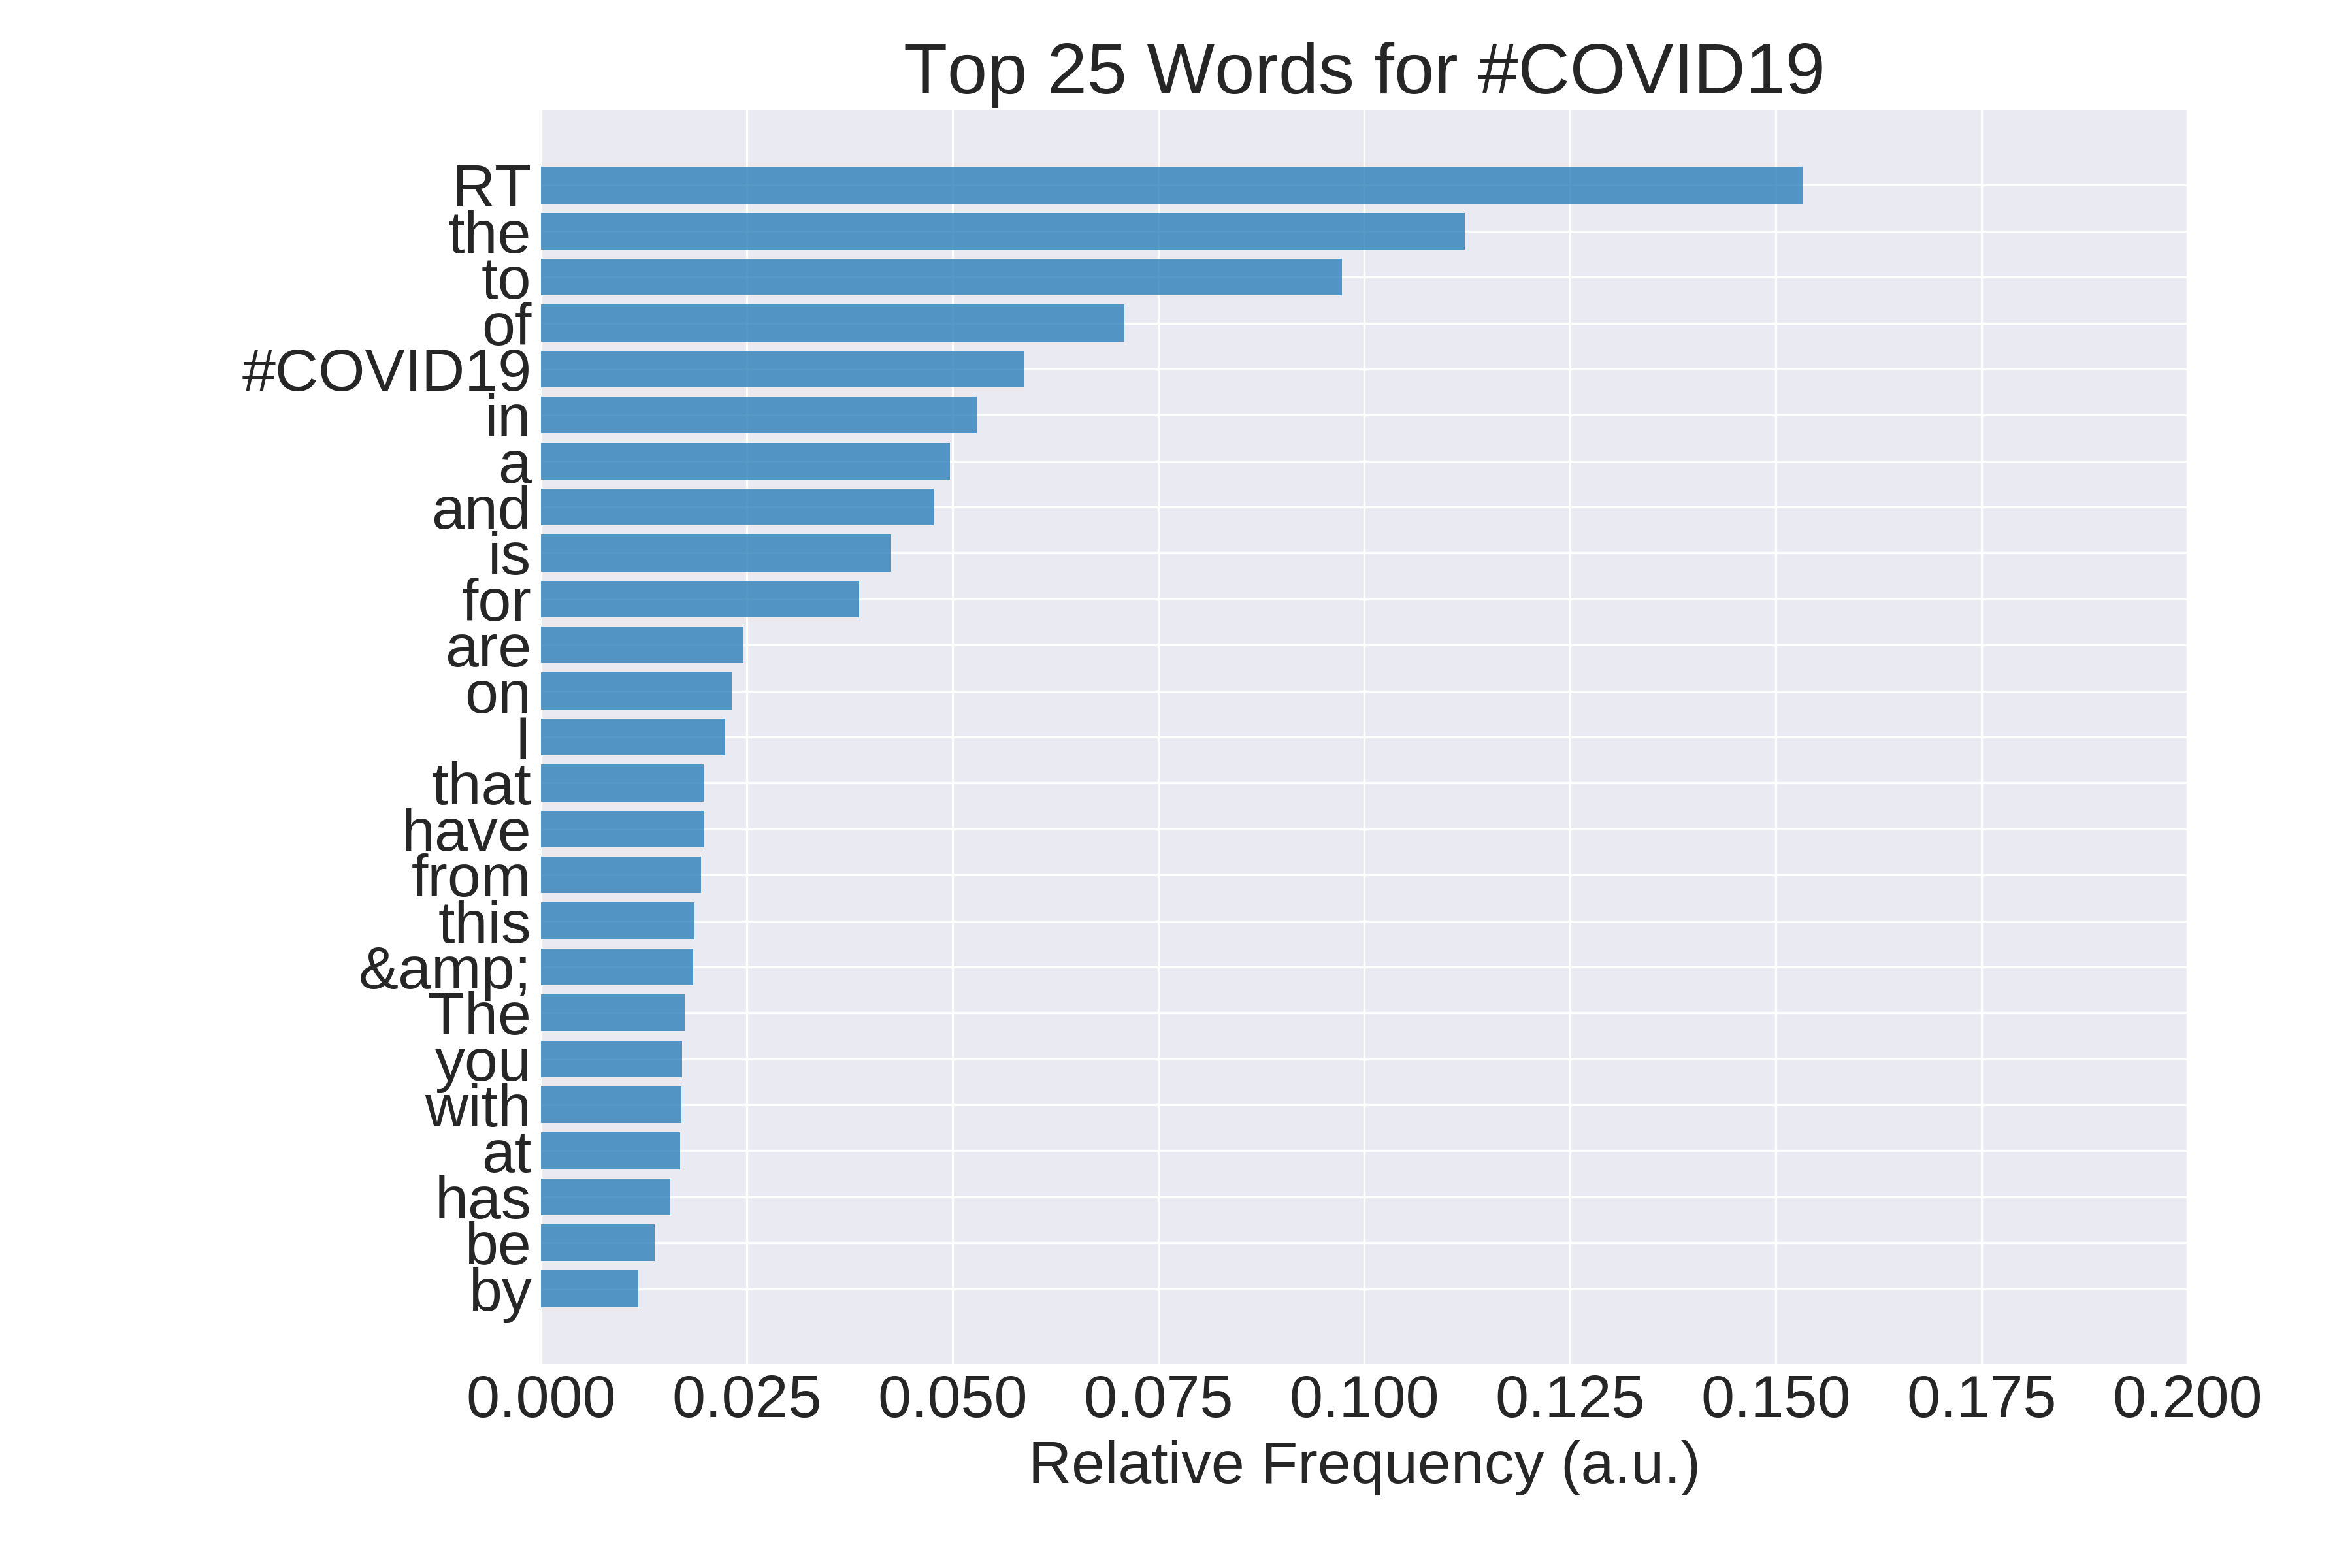 Top 25 Words for #COVID19
RT
the
to
of
#COVID19
in
a
and
is
for
are
on
I
that
have
from
this
&amp;
The
you
with
at
has
be
by
0.000 0.025 0.050 0.075 0.100 0.125 0.150 0.175 0.200
Relative Frequency (a.u.)